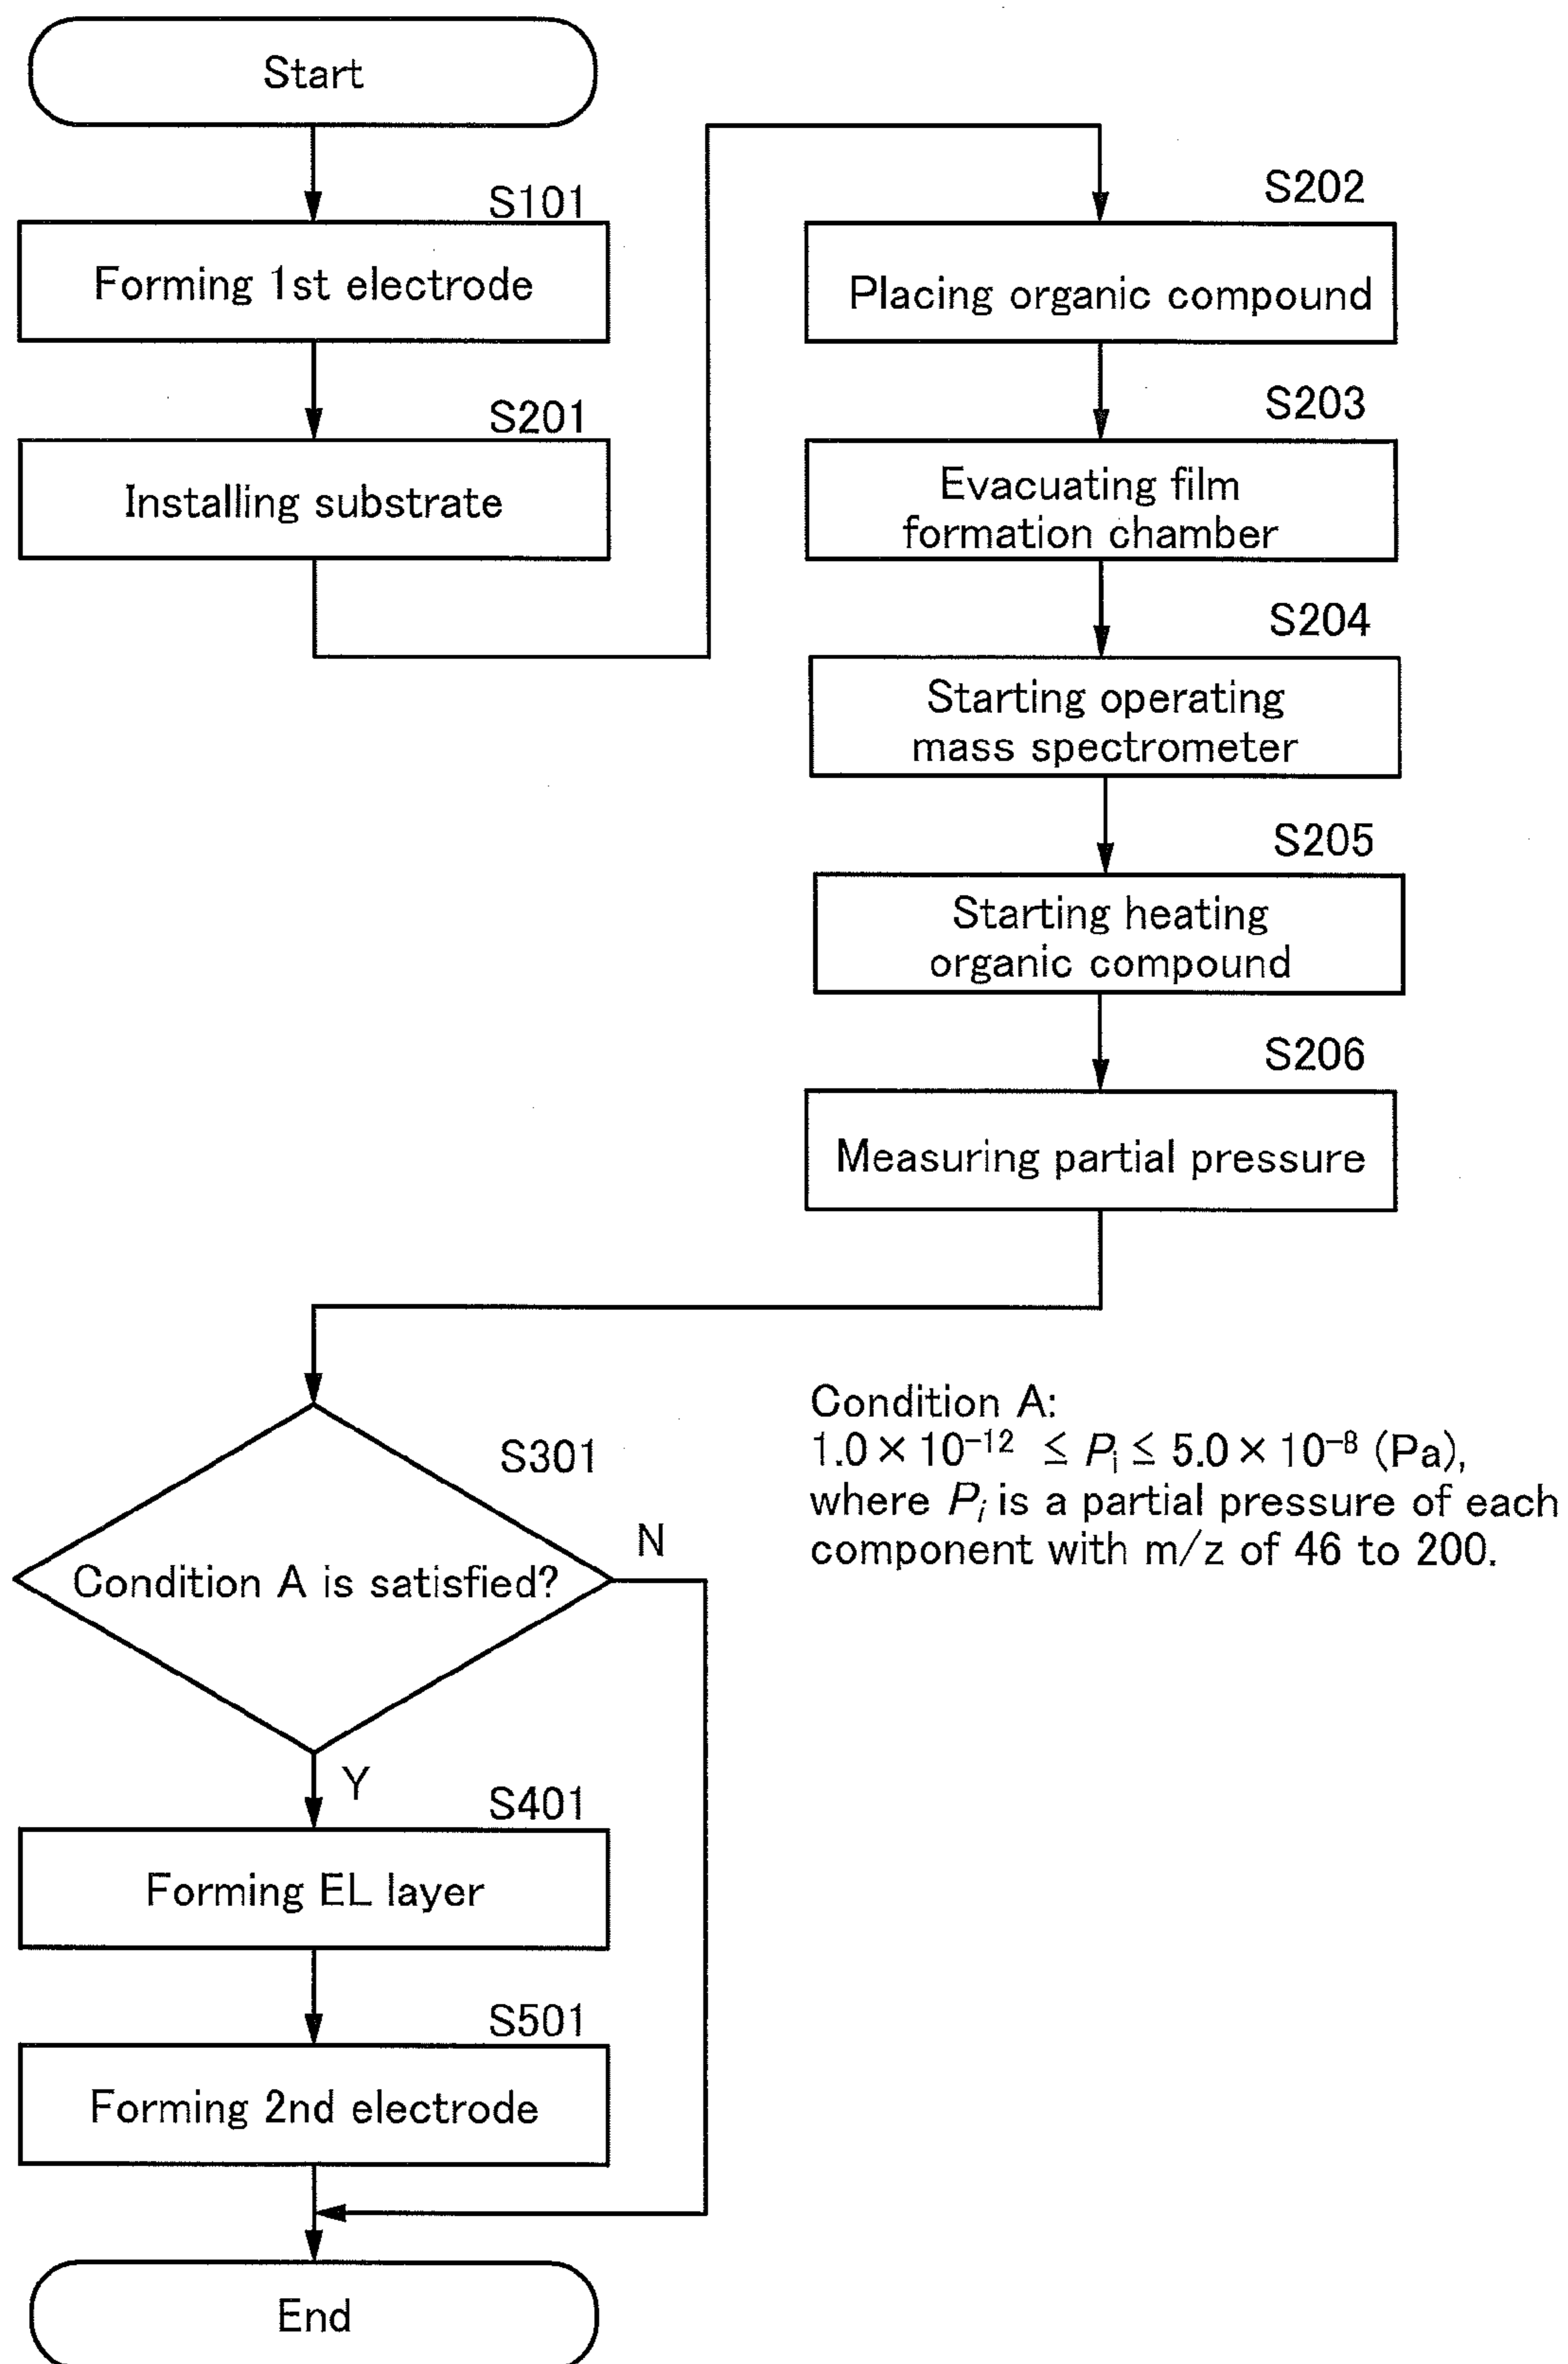 Start
S101
Forming 1st electrode
S201
Installing substrate
S202
Placing organic compound
S203
Evacuating film
formation chamber
S204
Starting operating
mass spectrometer
S205
Starting heating
organic compound
S206
Measuring partial pressure
Condition A:
1.0 × 10⁻¹² ≦ Pᵢ ≦ 5.0 × 10⁻⁸ (Pa),
where Pᵢ is a partial pressure of each
component with m/z of 46 to 200.
S301
Condition A is satisfied?
N
Y
S401
Forming EL layer
S501
Forming 2nd electrode
End